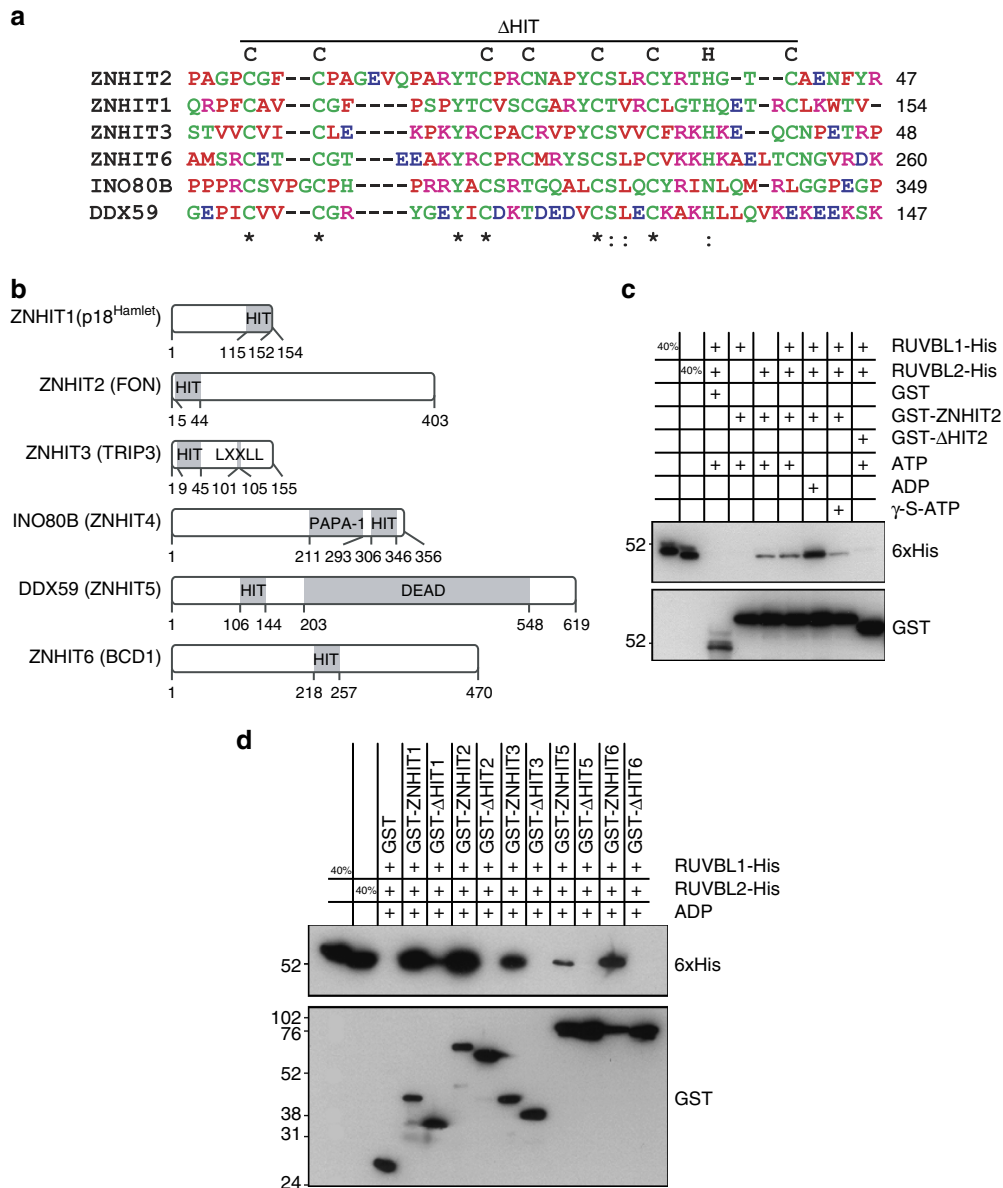 a
ΔHIT
C C C C C C H C
ZNHIT2 PAGPCGF--CPAGEVQPARYTCPRCNAPYCSLRCYRTHG-T--CAENFYR 47
ZNHIT1 QRPFCAV--CGF----PSPYTCVSCGARYCTVRCLGTHQET-RCLKWTV- 154
ZNHIT3 STVVCVI--CLE----KPKYRCPACRVPYCSVVCFRKHKE--QCNPETRP 48
ZNHIT6 AMSRCET--CGT---EEAKYRCPRCMRYSCSLPCVKKHKAELTCNGVRDK 260
INO80B PPPRCSVPGCPH----PRRYACSRTGQALCSLQCYRINLQM-RLGGPEGP 349
DDX59 GEPICVV--CGR----YGEYICDKTDEDVCSLECKAKHLLQVKEKEEKSK 147
* * * * * : : * :
b
ZNHIT1(p18Hamlet) HIT
1 115 152 154
ZNHIT2 (FON) HIT
15 44 403
ZNHIT3 (TRIP3) HIT LXXLL
1 9 45 101 105 155
INO80B (ZNHIT4) PAPA-1 HIT
1 211 293 306 346 356
DDX59 (ZNHIT5) HIT DEAD
1 106 144 203 548 619
ZNHIT6 (BCD1) HIT
1 218 257 470
c
40% + + + + + + RUVBL1-His
40% + + + + + + RUVBL2-His
+ GST
+ + + + + GST-ZNHIT2
+ GST-ΔHIT2
+ + + + + ATP
+ ADP
+ γ-S-ATP
52 6xHis
52 GST
d
GST GST-ZNHIT1 GST-ΔHIT1 GST-ZNHIT2 GST-ΔHIT2 GST-ZNHIT3 GST-ΔHIT3 GST-ZNHIT5 GST-ΔHIT5 GST-ZNHIT6 GST-ΔHIT6
40% + + + + + + + + + + + RUVBL1-His
40% + + + + + + + + + + + RUVBL2-His
+ + + + + + + + + + + ADP
52 6xHis
102
76
52
38 GST
31
24